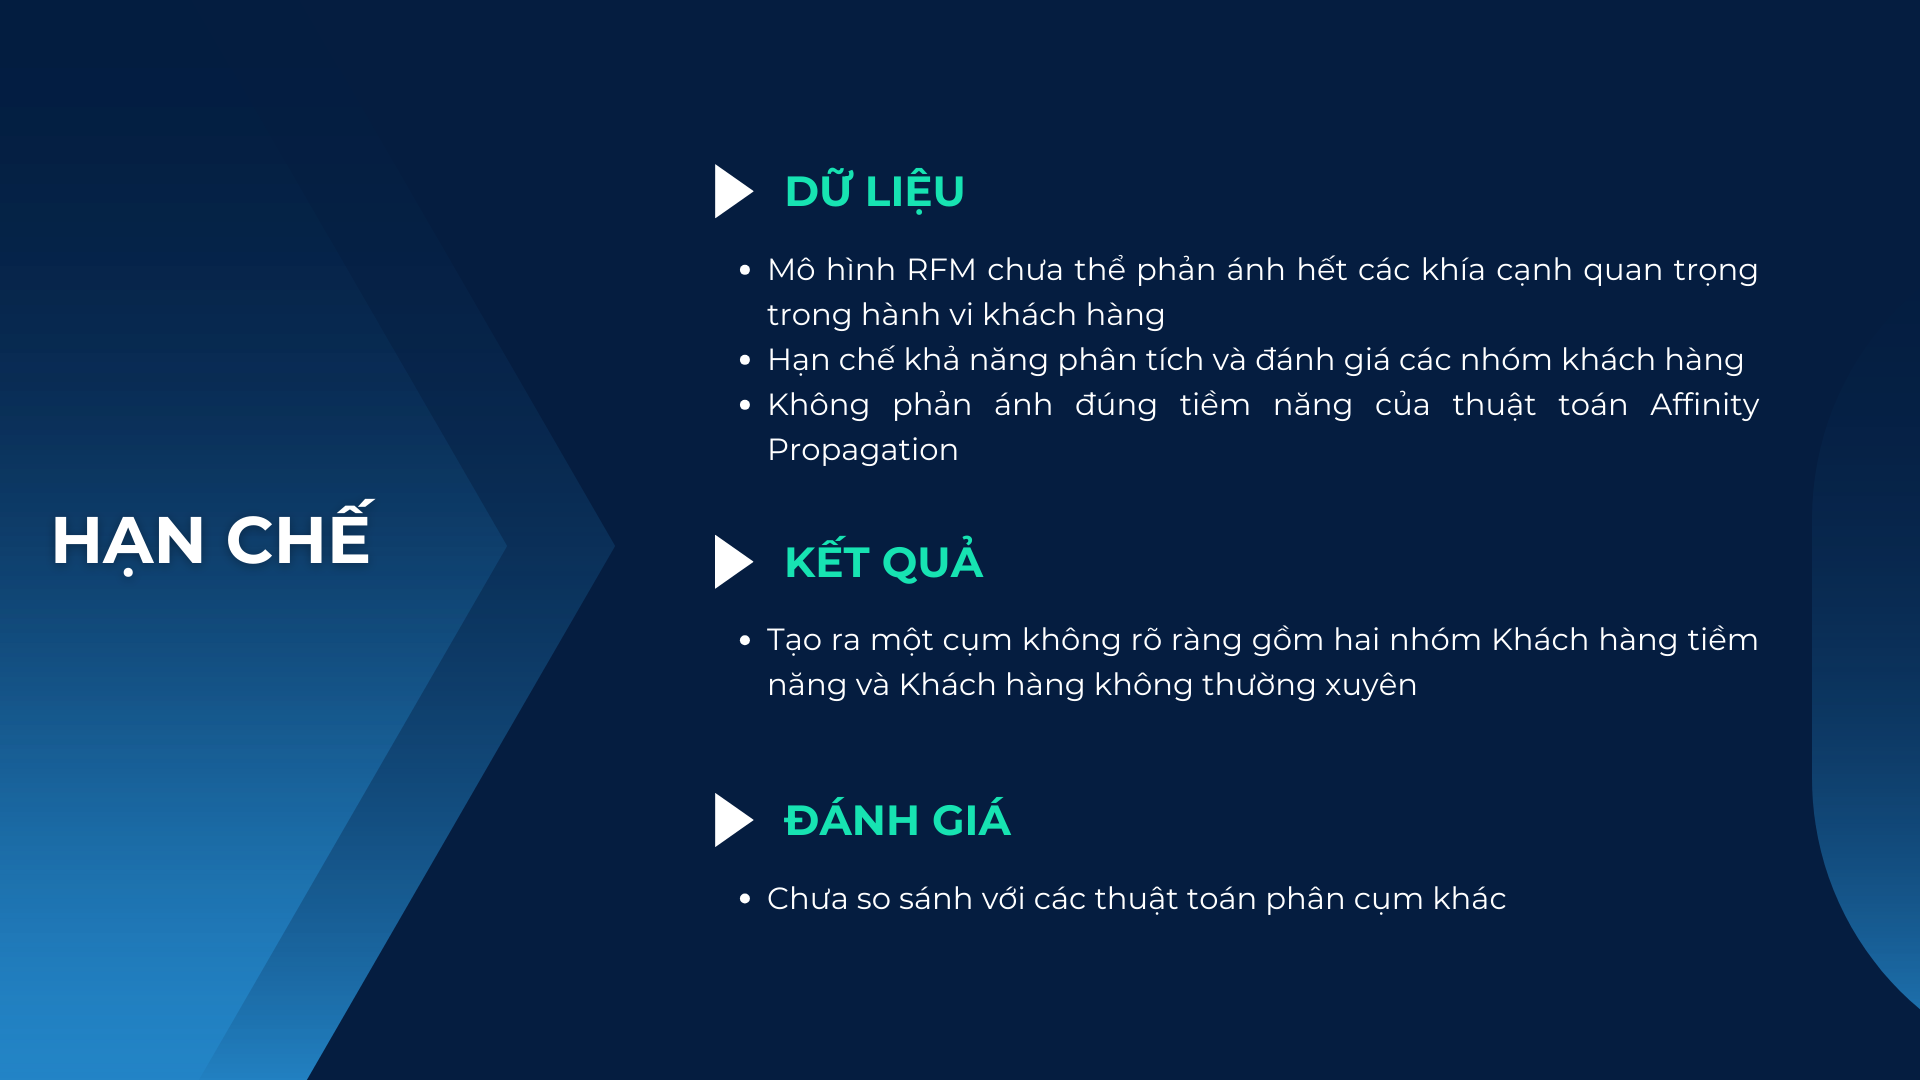 HẠN CHẾ
DỮ LIỆU
• Mô hình RFM chưa thể phản ánh hết các khía cạnh quan trọng
trong hành vi khách hàng
• Hạn chế khả năng phân tích và đánh giá các nhóm khách hàng
• Không phản ánh đúng tiềm năng của thuật toán Affinity
Propagation
KẾT QUẢ
• Tạo ra một cụm không rõ ràng gồm hai nhóm Khách hàng tiềm
năng và Khách hàng không thường xuyên
ĐÁNH GIÁ
• Chưa so sánh với các thuật toán phân cụm khác